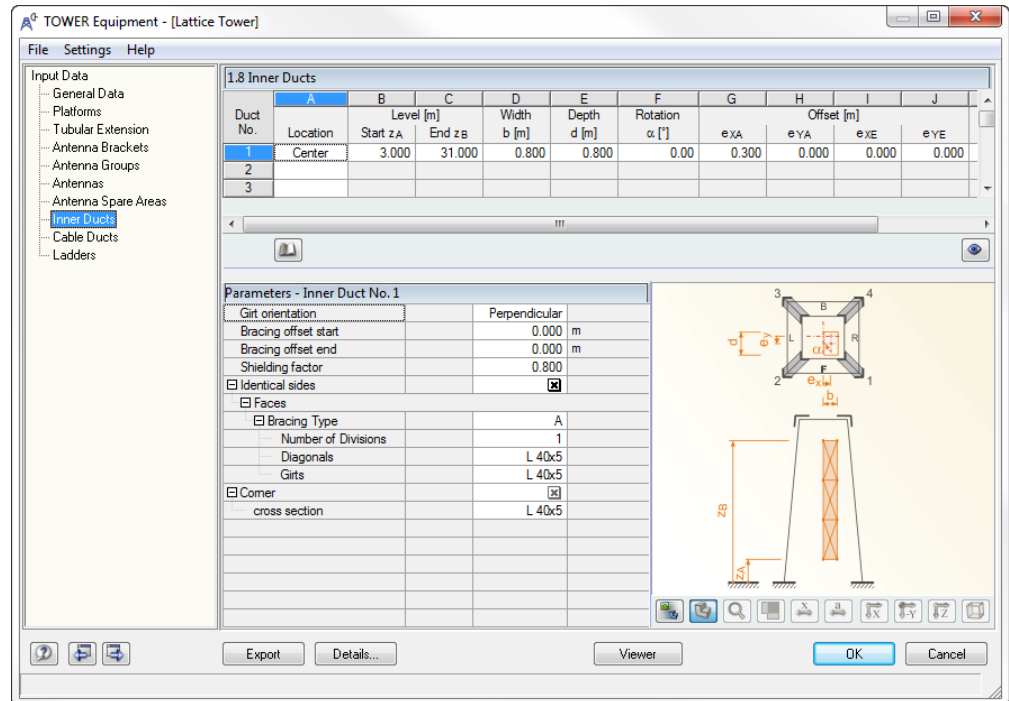 TOWER Equipment - [Lattice Tower]
File Settings Help
Input Data
General Data
Platforms
Tubular Extension
Antenna Brackets
Antenna Groups
Antennas
Antenna Spare Areas
Inner Ducts
Cable Ducts
Ladders
1.8 Inner Ducts
A B C D E F G H I J
Duct Level [m] Width Depth Rotation Offset [m]
No. Location Start zA End zB b [m] d [m] α [°] eXA eYA eXE eYE
1 Center 3.000 31.000 0.800 0.800 0.00 0.300 0.000 0.000 0.000
2
3
Parameters - Inner Duct No. 1
Girt orientation Perpendicular
Bracing offset start 0.000 m
Bracing offset end 0.000 m
Shielding factor 0.800
Identical sides
Faces
Bracing Type A
Number of Divisions 1
Diagonals L 40x5
Girts L 40x5
Corner
cross section L 40x5
3 4
B
d ey L α R
F
2 ex 1
b
zB
zA
x a X -Y Z
Export Details... Viewer OK Cancel